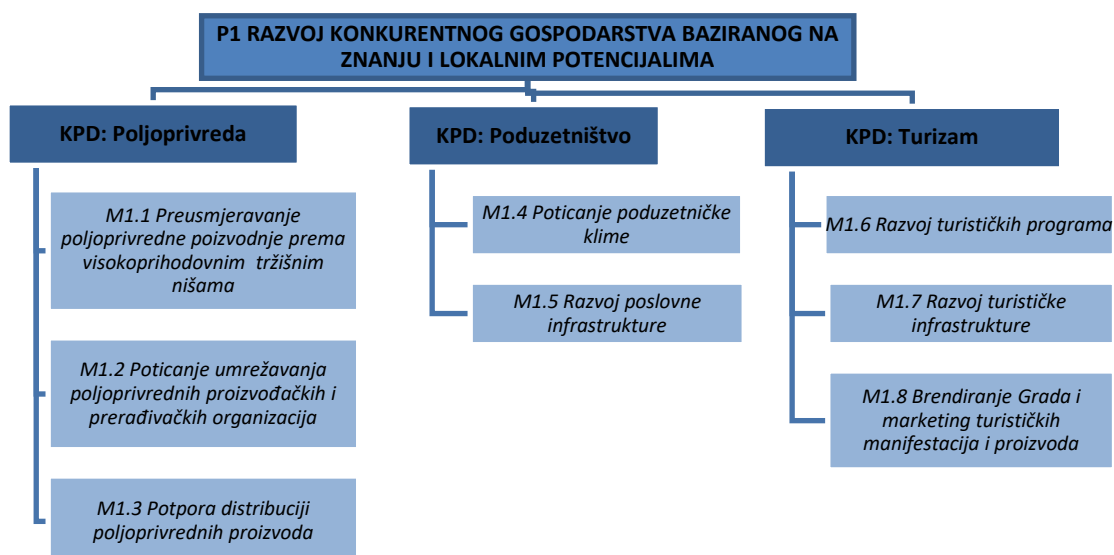 P1 RAZVOJ KONKURENTNOG GOSPODARSTVA BAZIRANOG NA
ZNANJU I LOKALNIM POTENCIJALIMA
KPD: Poljoprivreda
M1.1 Preusmjeravanje
poljoprivredne poizvodnje prema
visokoprihodovnim tržišnim
nišama
M1.2 Poticanje umrežavanja
poljoprivrednih proizvođačkih i
prerađivačkih organizacija
M1.3 Potpora distribuciji
poljoprivrednih proizvoda
KPD: Poduzetništvo
M1.4 Poticanje poduzetničke
klime
M1.5 Razvoj poslovne
infrastrukture
KPD: Turizam
M1.6 Razvoj turističkih programa
M1.7 Razvoj turističke
infrastrukture
M1.8 Brendiranje Grada i
marketing turističkih
manifestacija i proizvoda